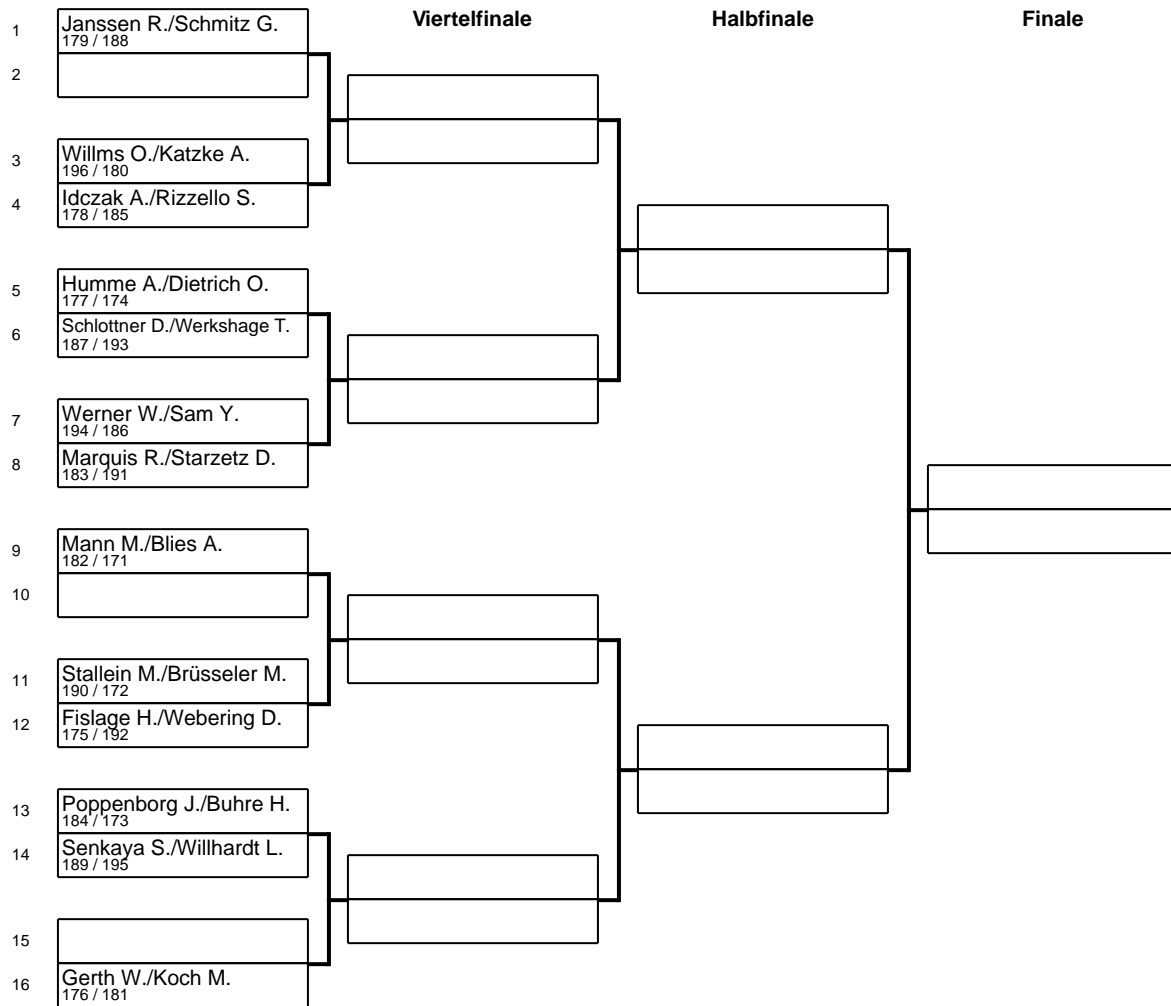 Viertelfinale Halbfinale Finale
1 Janssen R./Schmitz G.
179 / 188
2
3 Willms O./Katzke A.
196 / 180
4 Idczak A./Rizzello S.
178 / 185
5 Humme A./Dietrich O.
177 / 174
6 Schlottner D./Werkshage T.
187 / 193
7 Werner W./Sam Y.
194 / 186
8 Marquis R./Starzetz D.
183 / 191
9 Mann M./Blies A.
182 / 171
10
11 Stallein M./Brüsseler M.
190 / 172
12 Fislage H./Webering D.
175 / 192
13 Poppenborg J./Buhre H.
184 / 173
14 Senkaya S./Willhardt L.
189 / 195
15
16 Gerth W./Koch M.
176 / 181